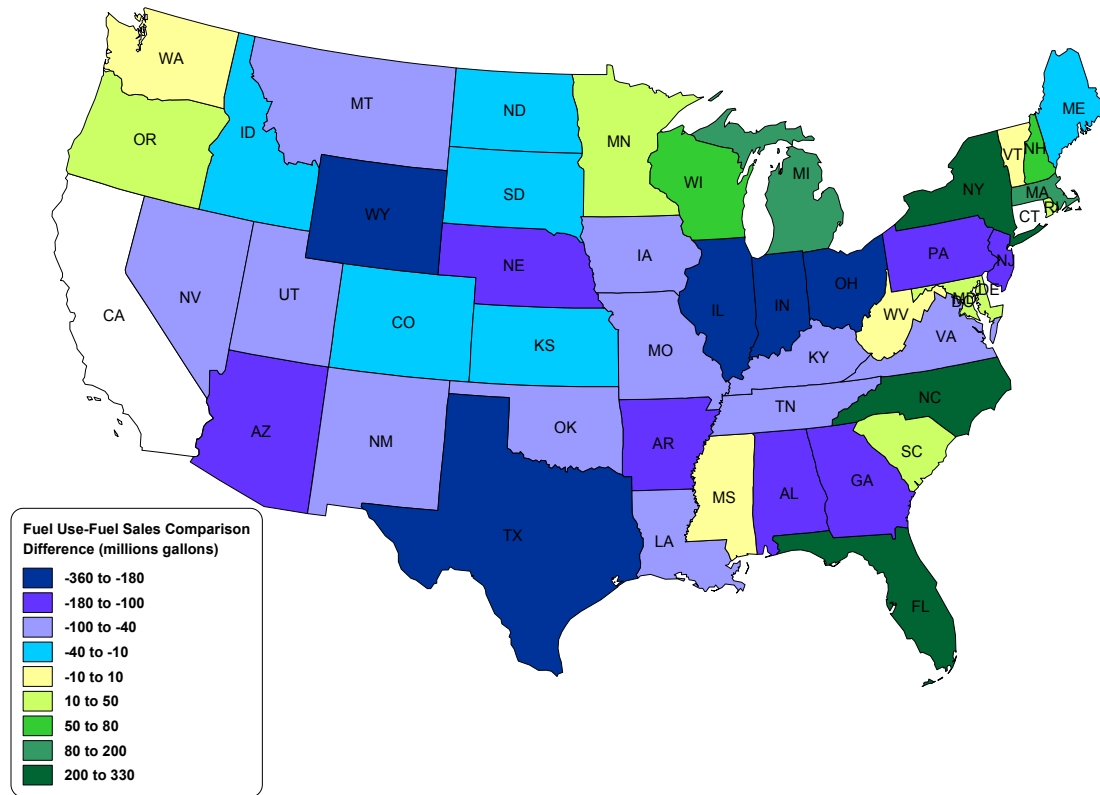 WA
MT
ND
ME
OR
ID
MN
VT
NH
WI
MI
NY
MA
RI
CT
SD
WY
PA
NJ
IA
NE
NV
UT
OH
IL
IN
DE
MD
DC
WV
CA
CO
KS
VA
MO
KY
NC
TN
AZ
NM
OK
AR
SC
GA
AL
MS
TX
LA
FL
Fuel Use-Fuel Sales Comparison
Difference (millions gallons)
-360 to -180
-180 to -100
-100 to -40
-40 to -10
-10 to 10
10 to 50
50 to 80
80 to 200
200 to 330